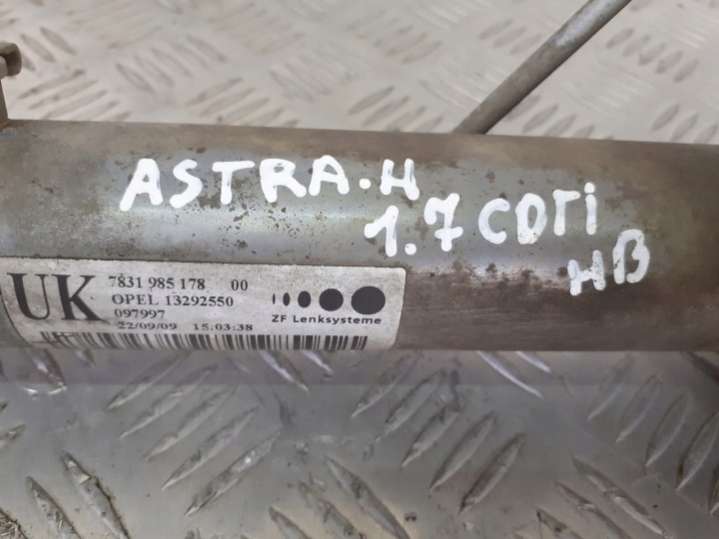 ASTRA-H
1.7 CDTi
HB
UK
7831 985 178 00
OPEL 13292550
097997
22/09/09 15:03:38
ZF Lenksysteme